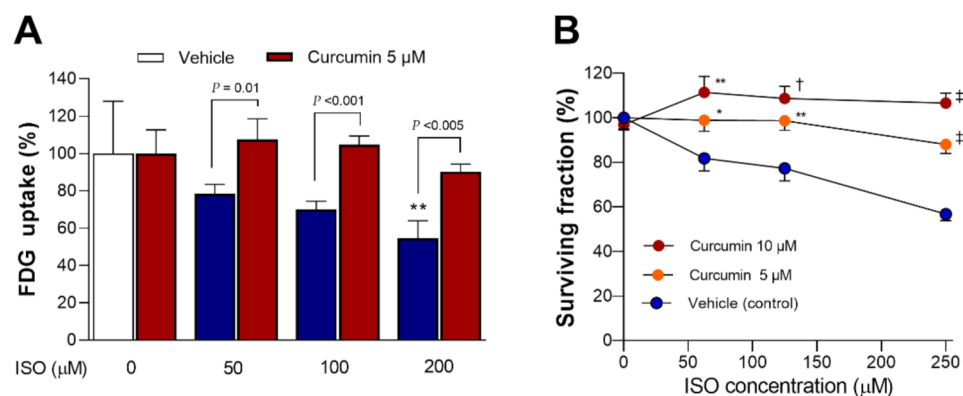 A
Vehicle
Curcumin 5 µM
FDG uptake (%)
140
120
100
80
60
40
20
0
P = 0.01
P <0.001
P <0.005
**
ISO (µM)
0
50
100
200
B
Surviving fraction (%)
120
100
80
60
40
20
0
**
†
‡
*
**
‡
Curcumin 10 µM
Curcumin 5 µM
Vehicle (control)
0
50
100
150
200
250
ISO concentration (µM)